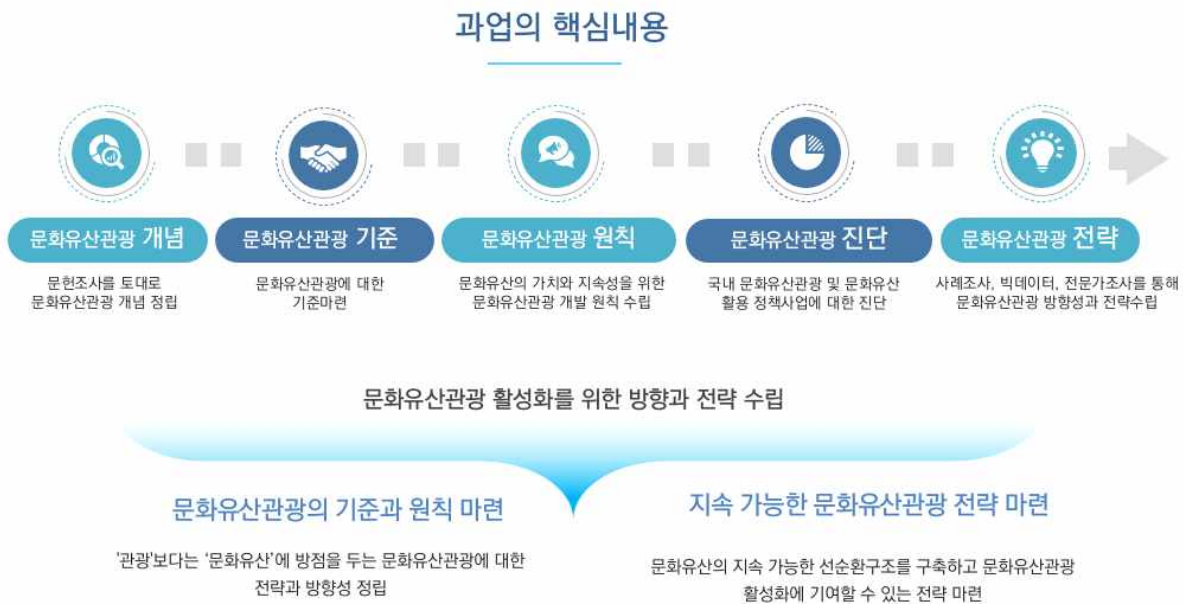 과업의 핵심내용
문화유산관광 개념
문헌조사를 토대로
문화유산관광 개념 정립
문화유산관광 기준
문화유산관광에 대한
기준마련
문화유산관광 원칙
문화유산의 가치와 지속성을 위한
문화유산관광 개발 원칙 수립
문화유산관광 진단
국내 문화유산관광 및 문화유산
활용 정책사업에 대한 진단
문화유산관광 전략
사례조사, 빅데이터, 전문가조사를 통해
문화유산관광 방향성과 전략수립
문화유산관광 활성화를 위한 방향과 전략 수립
문화유산관광의 기준과 원칙 마련
'관광'보다는 '문화유산'에 방점을 두는 문화유산관광에 대한
전략과 방향성 정립
지속 가능한 문화유산관광 전략 마련
문화유산의 지속 가능한 선순환구조를 구축하고 문화유산관광
활성화에 기여할 수 있는 전략 마련